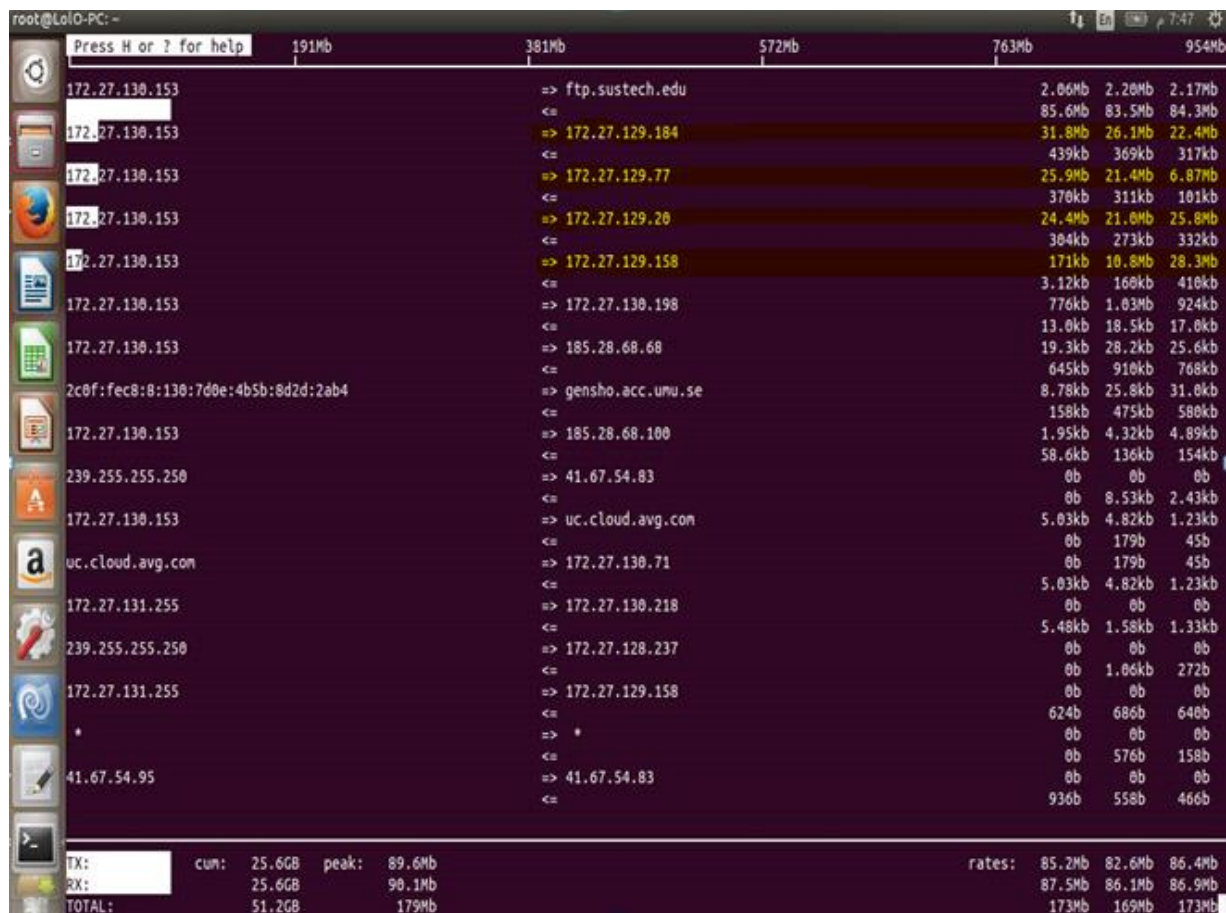 root@LolO-PC: ~ En م 7:47
Press H or ? for help 191Mb 381Mb 572Mb 763Mb 954Mb
172.27.130.153 => ftp.sustech.edu 2.06Mb 2.20Mb 2.17Mb
<= 85.6Mb 83.5Mb 84.3Mb
172.27.130.153 => 172.27.129.184 31.8Mb 26.1Mb 22.4Mb
<= 439kb 369kb 317kb
172.27.130.153 => 172.27.129.77 25.9Mb 21.4Mb 6.87Mb
<= 370kb 311kb 101kb
172.27.130.153 => 172.27.129.20 24.4Mb 21.0Mb 25.8Mb
<= 304kb 273kb 332kb
172.27.130.153 => 172.27.129.158 171kb 10.8Mb 28.3Mb
<= 3.12kb 160kb 410kb
172.27.130.153 => 172.27.130.198 776kb 1.03Mb 924kb
<= 13.0kb 18.5kb 17.0kb
172.27.130.153 => 185.28.68.68 19.3kb 28.2kb 25.6kb
<= 645kb 910kb 768kb
2c0f:fec8:8:130:7d0e:4b5b:8d2d:2ab4 => gensho.acc.umu.se 8.78kb 25.8kb 31.0kb
<= 158kb 475kb 580kb
172.27.130.153 => 185.28.68.100 1.95kb 4.32kb 4.89kb
<= 58.6kb 136kb 154kb
239.255.255.250 => 41.67.54.83 0b 0b 0b
<= 0b 8.53kb 2.43kb
172.27.130.153 => uc.cloud.avg.com 5.03kb 4.82kb 1.23kb
<= 0b 179b 45b
uc.cloud.avg.com => 172.27.130.71 0b 179b 45b
<= 5.03kb 4.82kb 1.23kb
172.27.131.255 => 172.27.130.218 0b 0b 0b
<= 5.48kb 1.58kb 1.33kb
239.255.255.250 => 172.27.128.237 0b 0b 0b
<= 0b 1.06kb 272b
172.27.131.255 => 172.27.129.158 0b 0b 0b
<= 624b 686b 640b
* => * 0b 0b 0b
<= 0b 576b 158b
41.67.54.95 => 41.67.54.83 0b 0b 0b
<= 936b 558b 466b
TX: cum: 25.6GB peak: 89.6Mb rates: 85.2Mb 82.6Mb 86.4Mb
RX: 25.6GB 90.1Mb 87.5Mb 86.1Mb 86.9Mb
TOTAL: 51.2GB 179Mb 173Mb 169Mb 173Mb